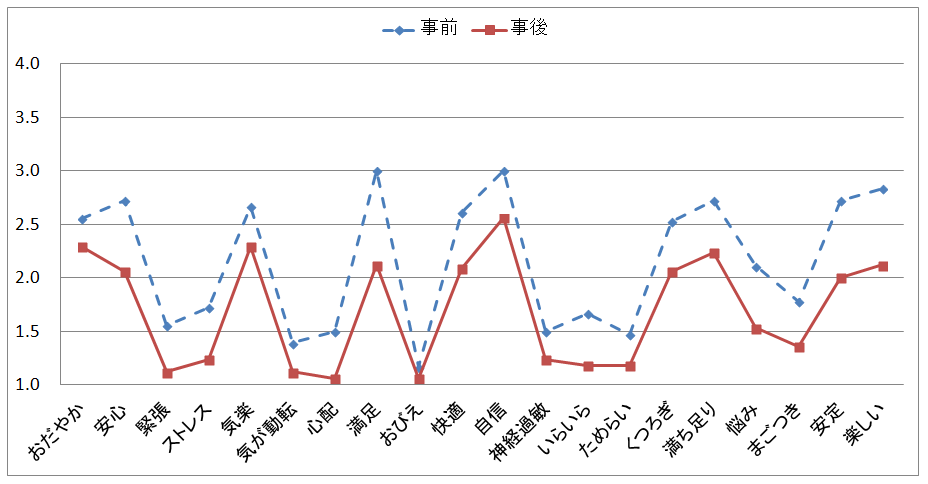 事前 事後
4.0
3.5
3.0
2.5
2.0
1.5
1.0
おだやか
安心
緊張
ストレス
気楽
気が動転
心配
満足
おびえ
快適
自信
神経過敏
いらいら
ためらい
くつろぎ
満ち足り
悩み
まごつき
安定
楽しい